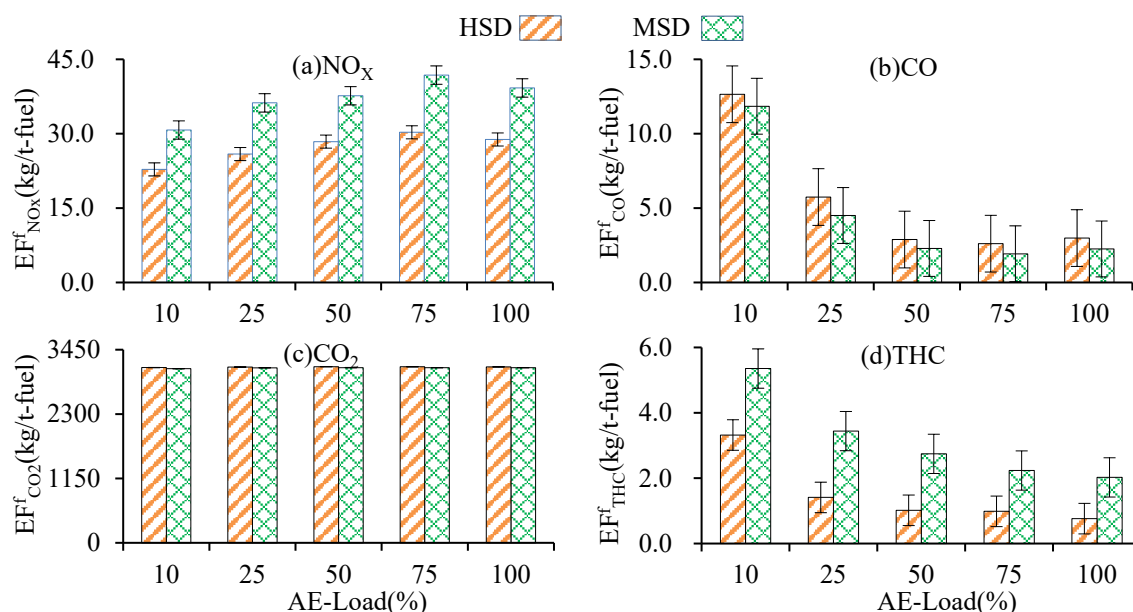 HSD MSD
(a)NOX
EFfNOx(kg/t-fuel)
45.0
30.0
15.0
0.0
10 25 50 75 100
(b)CO
EFfCO(kg/t-fuel)
15.0
10.0
5.0
0.0
10 25 50 75 100
(c)CO2
EFfCO2(kg/t-fuel)
3450
2300
1150
0
10 25 50 75 100
AE-Load(%)
(d)THC
EFfTHC(kg/t-fuel)
6.0
4.0
2.0
0.0
10 25 50 75 100
AE-Load(%)